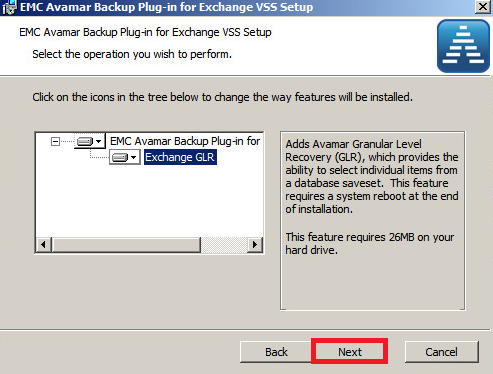 EMC Avamar Backup Plug-in for Exchange VSS Setup
EMC Avamar Backup Plug-in for Exchange VSS Setup
Select the operation you wish to perform.
Click on the icons in the tree below to change the way features will be installed.
EMC Avamar Backup Plug-in for
Exchange GLR
Adds Avamar Granular Level
Recovery (GLR), which provides the
ability to select individual items from
a database saveset. This feature
requires a system reboot at the end
of installation.
This feature requires 26MB on your
hard drive.
Back
Next
Cancel